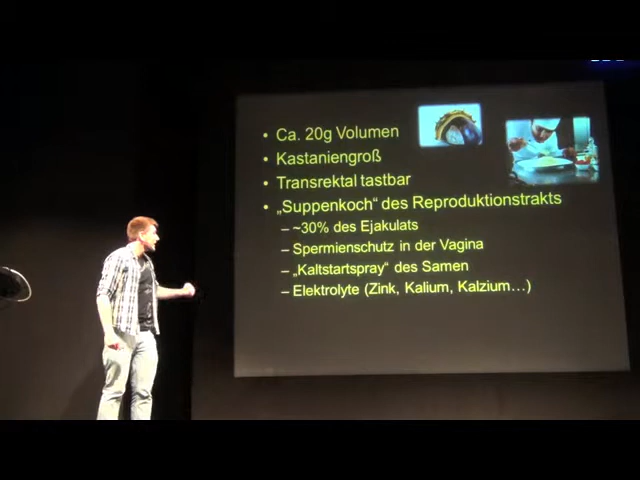 • Ca. 20g Volumen
• Kastaniengroß
• Transrektal tastbar
• „Suppenkoch“ des Reproduktionstrakts
– ~30% des Ejakulats
– Spermienschutz in der Vagina
– „Kaltstartspray“ des Samen
– Elektrolyte (Zink, Kalium, Kalzium…)